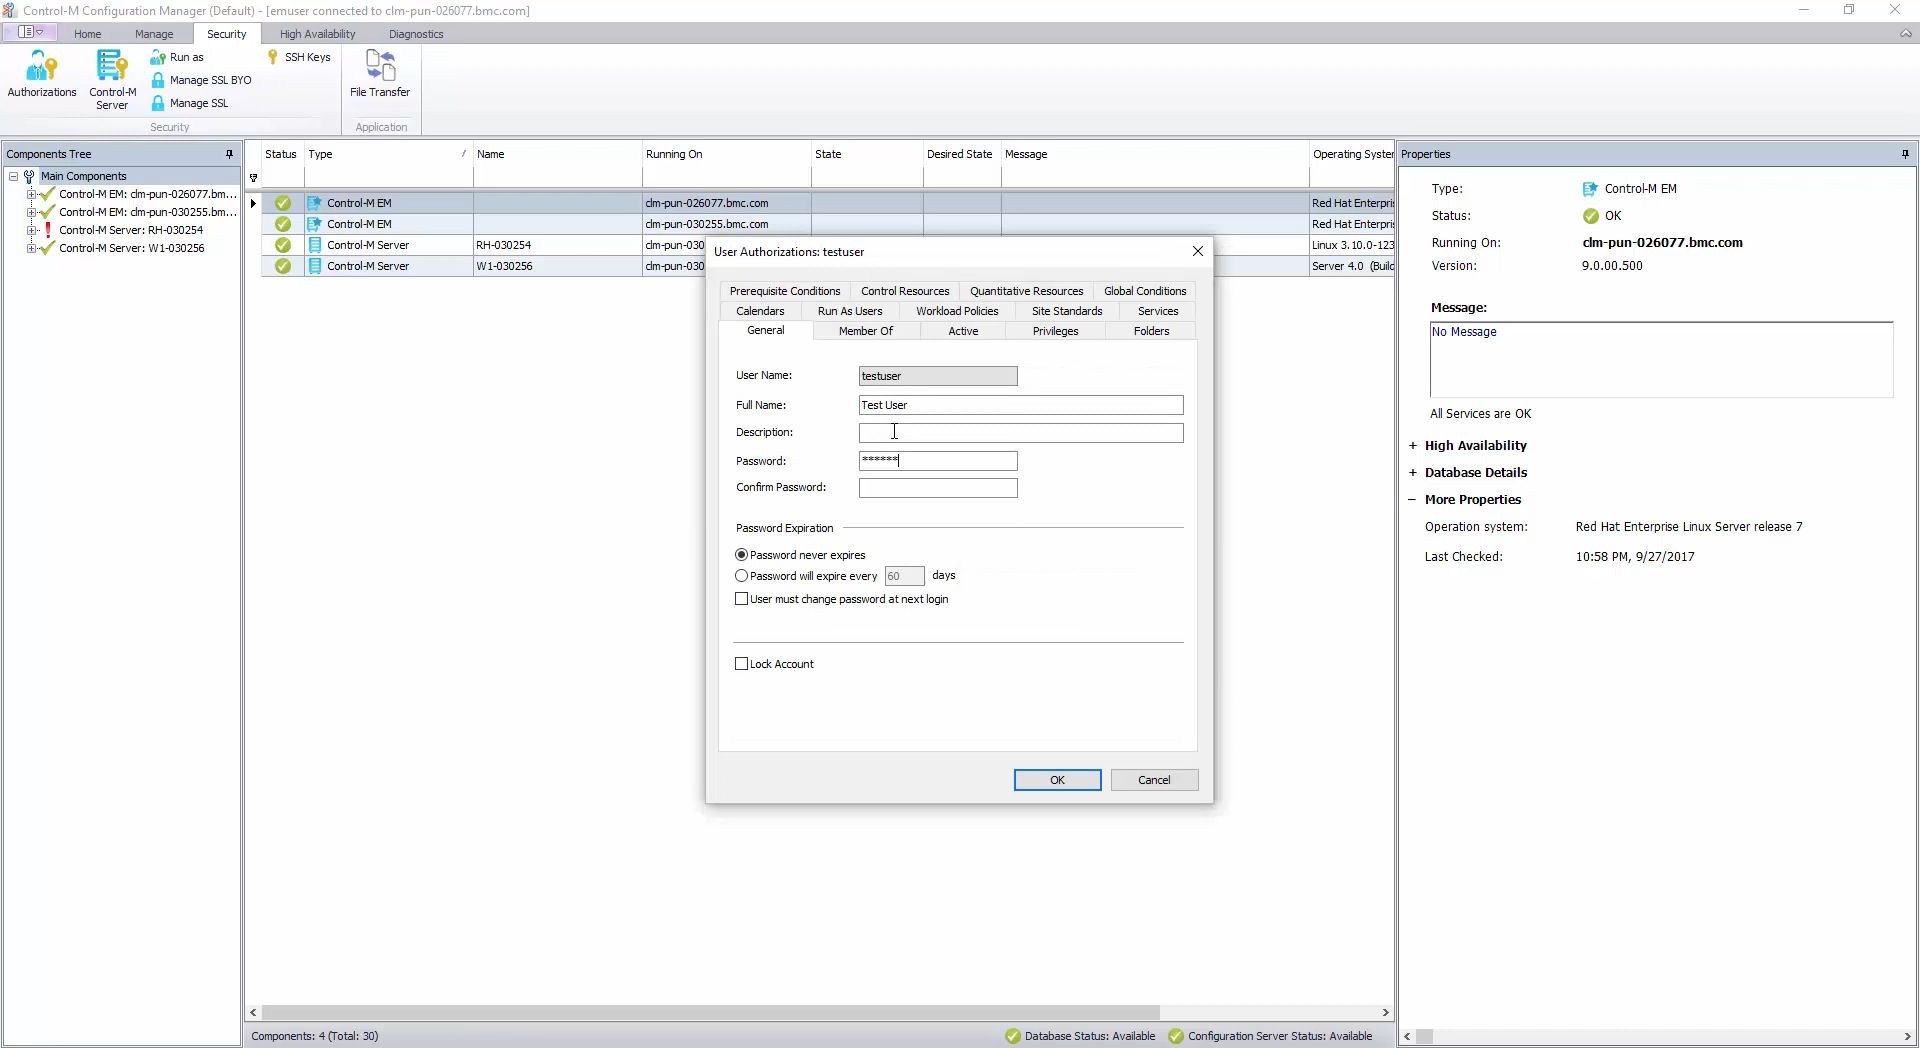 Control-M Configuration Manager (Default) - [emuser connected to clm-pun-026077.bmc.com]
Home Manage Security High Availability Diagnostics
Authorizations
Control-M Server
Run as
Manage SSL BYO
Manage SSL
SSH Keys
Security
File Transfer
Application
Components Tree
Main Components
Control-M EM: clm-pun-026077.bm...
Control-M EM: clm-pun-030255.bm...
Control-M Server: RH-030254
Control-M Server: W1-030256
Status Type / Name Running On State Desired State Message Operating System
Control-M EM clm-pun-026077.bmc.com Red Hat Enterpris
Control-M EM clm-pun-030255.bmc.com Red Hat Enterpris
Control-M Server RH-030254 clm-pun-030 Linux 3.10.0-123
Control-M Server W1-030256 clm-pun-030 Server 4.0 (Build
User Authorizations: testuser
Prerequisite Conditions Control Resources Quantitative Resources Global Conditions
Calendars Run As Users Workload Policies Site Standards Services
General Member Of Active Privileges Folders
User Name: testuser
Full Name: Test User
Description:
Password: ******
Confirm Password:
Password Expiration
Password never expires
Password will expire every 60 days
User must change password at next login
Lock Account
OK Cancel
Properties
Type: Control-M EM
Status: OK
Running On: clm-pun-026077.bmc.com
Version: 9.0.00.500
Message:
No Message
All Services are OK
+ High Availability
+ Database Details
− More Properties
Operation system: Red Hat Enterprise Linux Server release 7
Last Checked: 10:58 PM, 9/27/2017
Components: 4 (Total: 30)
Database Status: Available
Configuration Server Status: Available